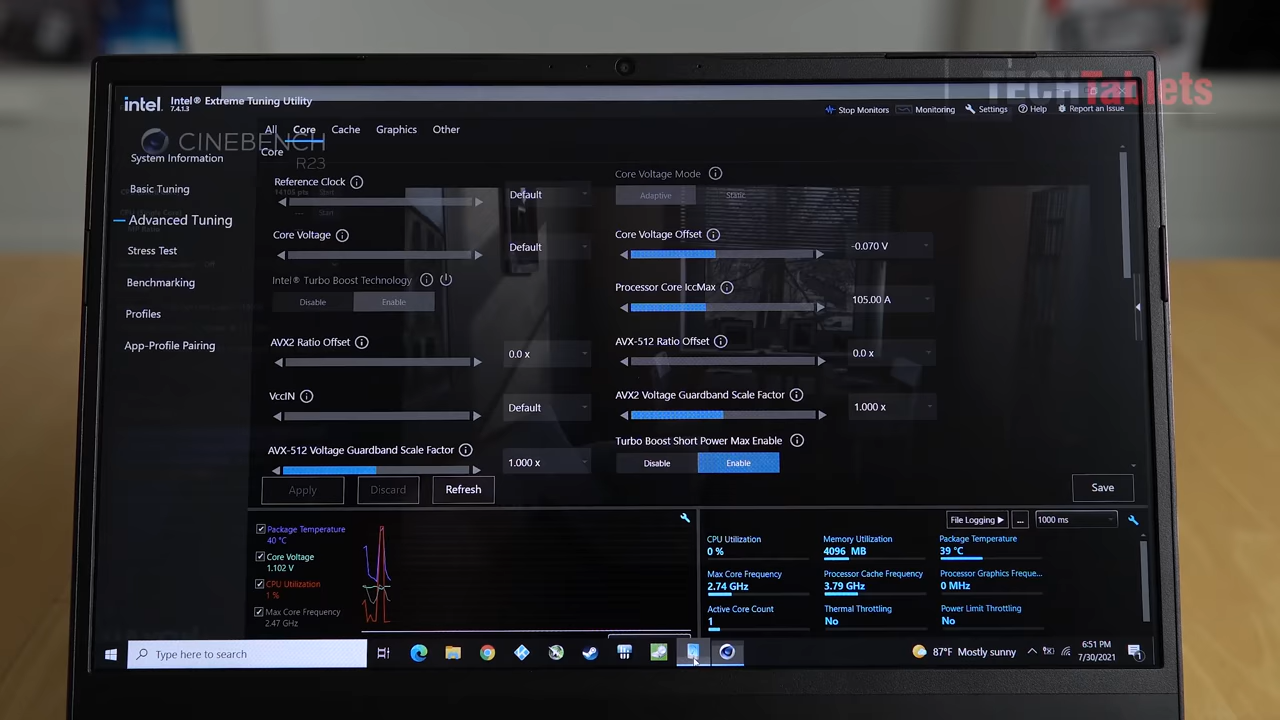 TECHTablets
intel. Intel® Extreme Tuning Utility
7.4.1.3
Stop Monitors Monitoring Settings Help Report an Issue
CINEBENCH
R23
All Core Cache Graphics Other
Core
System Information
Basic Tuning
Advanced Tuning
Stress Test
Benchmarking
Profiles
App-Profile Pairing
Reference Clock
Default
Core Voltage Mode
Adaptive Static
Core Voltage
Default
Core Voltage Offset
-0.070 V
Intel® Turbo Boost Technology
Disable Enable
Processor Core IccMax
105.00 A
AVX2 Ratio Offset
0.0 x
AVX-512 Ratio Offset
0.0 x
VccIN
Default
AVX2 Voltage Guardband Scale Factor
1.000 x
AVX-512 Voltage Guardband Scale Factor
1.000 x
Turbo Boost Short Power Max Enable
Disable Enable
Apply Discard Refresh Save
Package Temperature
40 °C
Core Voltage
1.102 V
CPU Utilization
1 %
Max Core Frequency
2.47 GHz
File Logging ... 1000 ms
CPU Utilization
0 %
Memory Utilization
4096 MB
Package Temperature
39 °C
Max Core Frequency
2.74 GHz
Processor Cache Frequency
3.79 GHz
Processor Graphics Freque...
0 MHz
Active Core Count
1
Thermal Throttling
No
Power Limit Throttling
No
Type here to search
87°F Mostly sunny
6:51 PM
7/30/2021
1